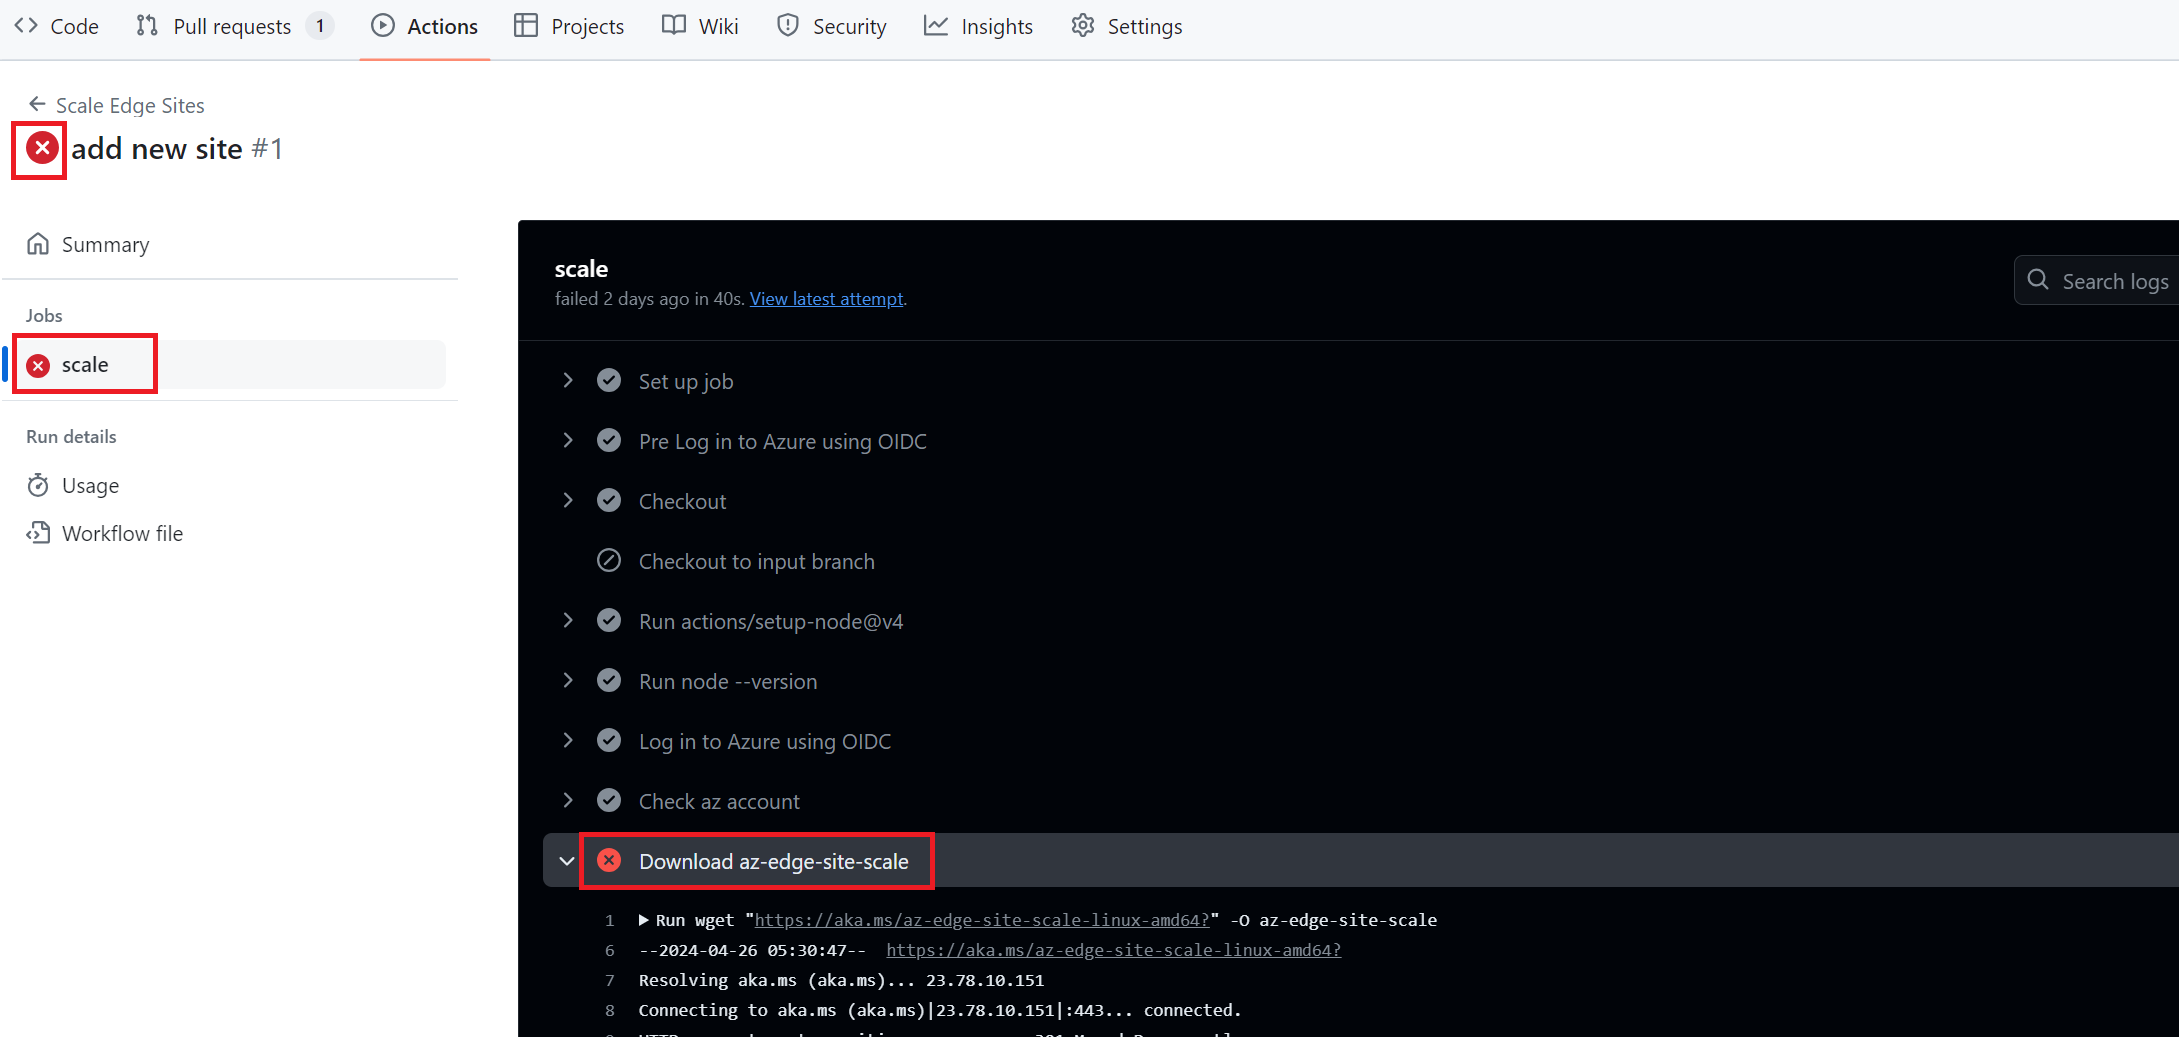 Code Pull requests 1 Actions Projects Wiki Security Insights Settings
Scale Edge Sites
add new site #1
Summary
Jobs
scale
Run details
Usage
Workflow file
scale
failed 2 days ago in 40s. View latest attempt.
Search logs
Set up job
Pre Log in to Azure using OIDC
Checkout
Checkout to input branch
Run actions/setup-node@v4
Run node --version
Log in to Azure using OIDC
Check az account
Download az-edge-site-scale
1 Run wget "https://aka.ms/az-edge-site-scale-linux-amd64?" -O az-edge-site-scale
6 --2024-04-26 05:30:47-- https://aka.ms/az-edge-site-scale-linux-amd64?
7 Resolving aka.ms (aka.ms)... 23.78.10.151
8 Connecting to aka.ms (aka.ms)|23.78.10.151|:443... connected.